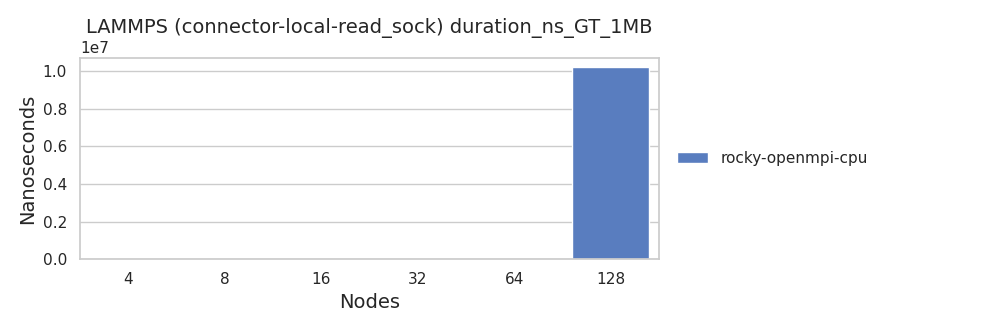 LAMMPS (connector-local-read_sock) duration_ns_GT_1MB
1e7
1.0
0.8
0.6
0.4
0.2
0.0
Nanoseconds
4 8 16 32 64 128
Nodes
rocky-openmpi-cpu